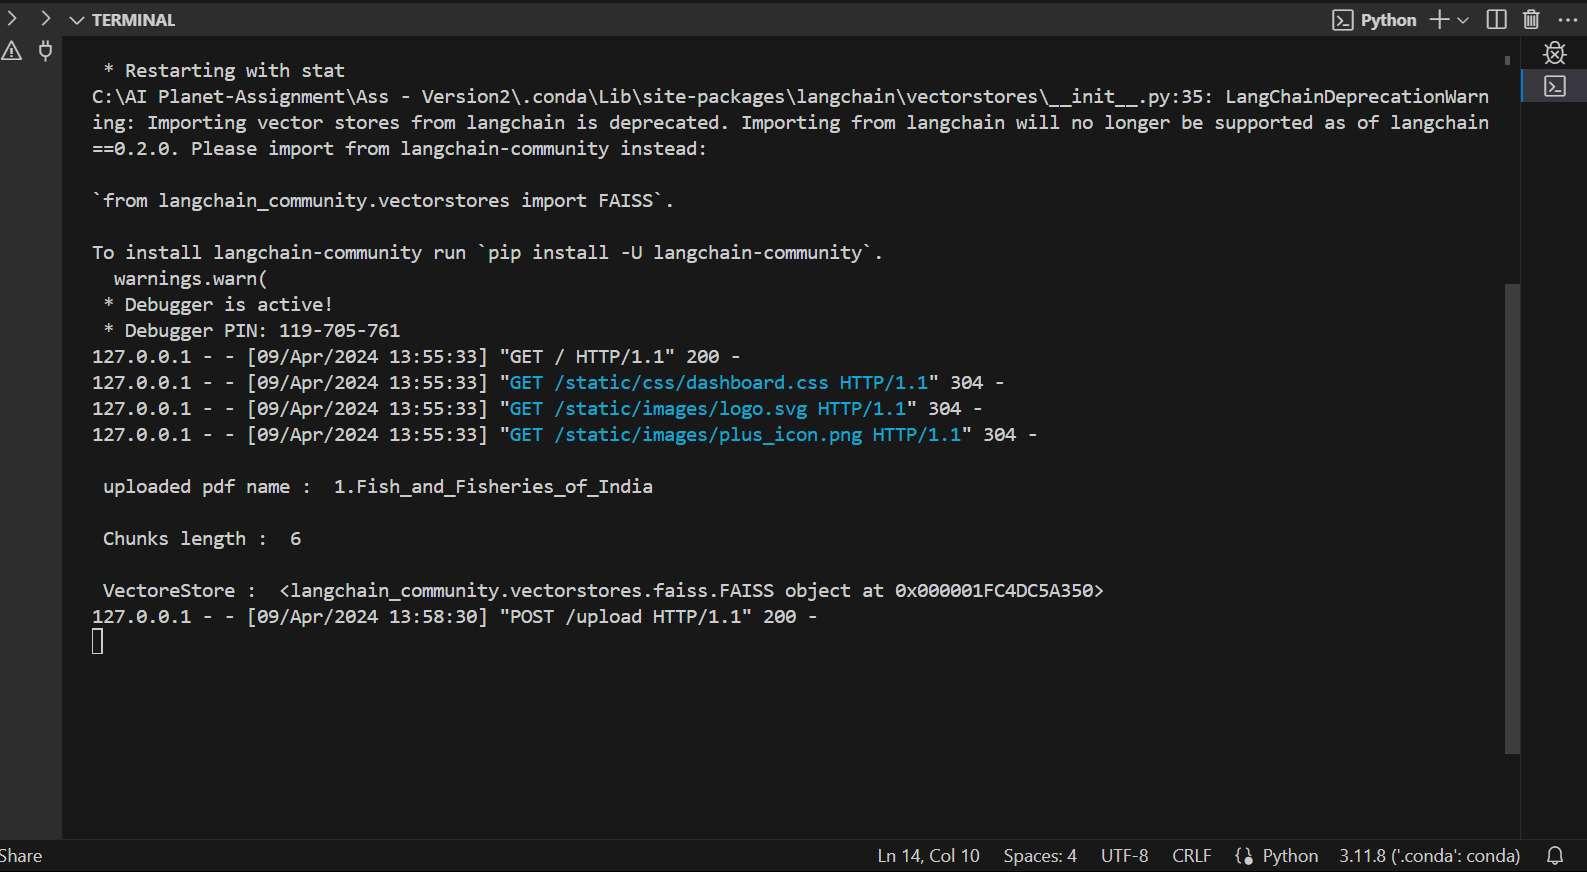 TERMINAL
Python
* Restarting with stat
C:\AI Planet-Assignment\Ass - Version2\.conda\Lib\site-packages\langchain\vectorstores\__init__.py:35: LangChainDeprecationWarn
ing: Importing vector stores from langchain is deprecated. Importing from langchain will no longer be supported as of langchain
==0.2.0. Please import from langchain-community instead:
`from langchain_community.vectorstores import FAISS`.
To install langchain-community run `pip install -U langchain-community`.
warnings.warn(
* Debugger is active!
* Debugger PIN: 119-705-761
127.0.0.1 - - [09/Apr/2024 13:55:33] "GET / HTTP/1.1" 200 -
127.0.0.1 - - [09/Apr/2024 13:55:33] "GET /static/css/dashboard.css HTTP/1.1" 304 -
127.0.0.1 - - [09/Apr/2024 13:55:33] "GET /static/images/logo.svg HTTP/1.1" 304 -
127.0.0.1 - - [09/Apr/2024 13:55:33] "GET /static/images/plus_icon.png HTTP/1.1" 304 -
uploaded pdf name :  1.Fish_and_Fisheries_of_India
Chunks length :  6
VectoreStore :  <langchain_community.vectorstores.faiss.FAISS object at 0x000001FC4DC5A350>
127.0.0.1 - - [09/Apr/2024 13:58:30] "POST /upload HTTP/1.1" 200 -
Share
Ln 14, Col 10
Spaces: 4
UTF-8
CRLF
Python
3.11.8 ('.conda': conda)